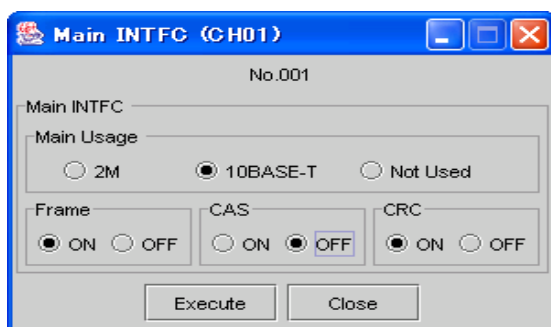 Main INTFC (CH01)
No.001
Main INTFC
Main Usage
2M 10BASE-T Not Used
Frame CAS CRC
ON OFF ON OFF ON OFF
Execute Close